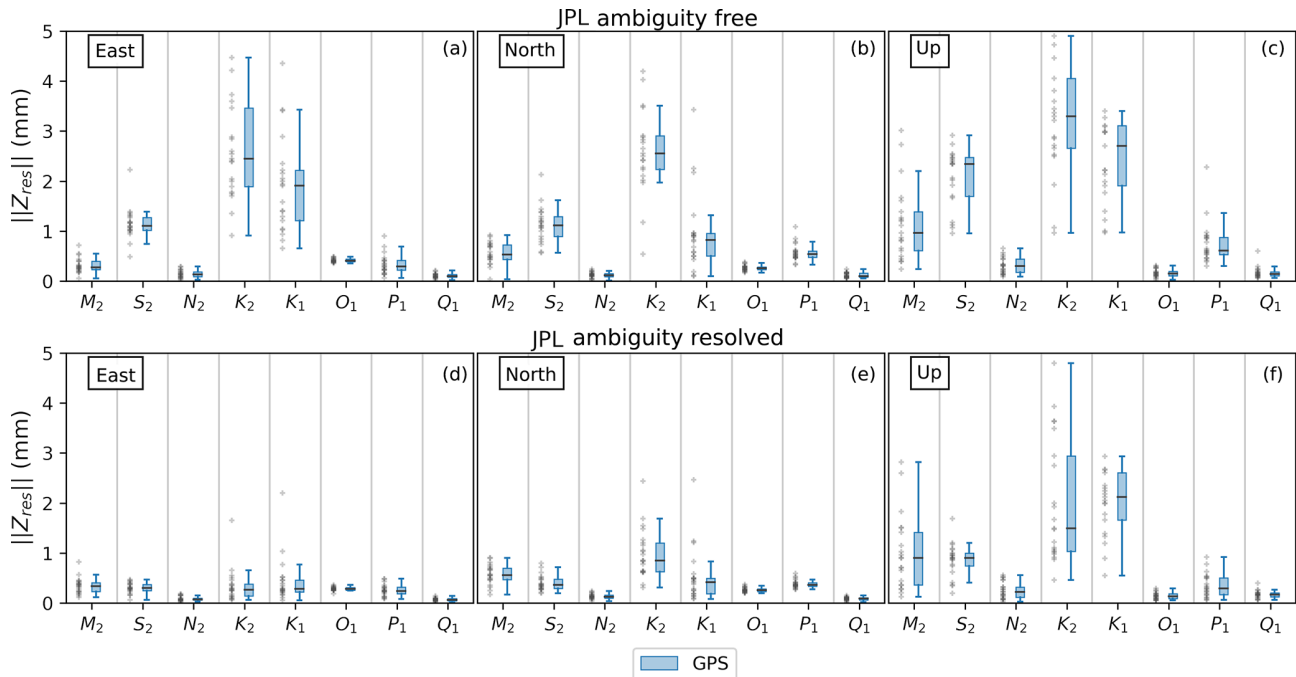 JPL ambiguity free
||Z_res|| (mm)
5
4
3
2
1
0
East
(a)
North
(b)
Up
(c)
M₂ S₂ N₂ K₂ K₁ O₁ P₁ Q₁
M₂ S₂ N₂ K₂ K₁ O₁ P₁ Q₁
M₂ S₂ N₂ K₂ K₁ O₁ P₁ Q₁
JPL ambiguity resolved
||Z_res|| (mm)
5
4
3
2
1
0
East
(d)
North
(e)
Up
(f)
M₂ S₂ N₂ K₂ K₁ O₁ P₁ Q₁
M₂ S₂ N₂ K₂ K₁ O₁ P₁ Q₁
M₂ S₂ N₂ K₂ K₁ O₁ P₁ Q₁
GPS